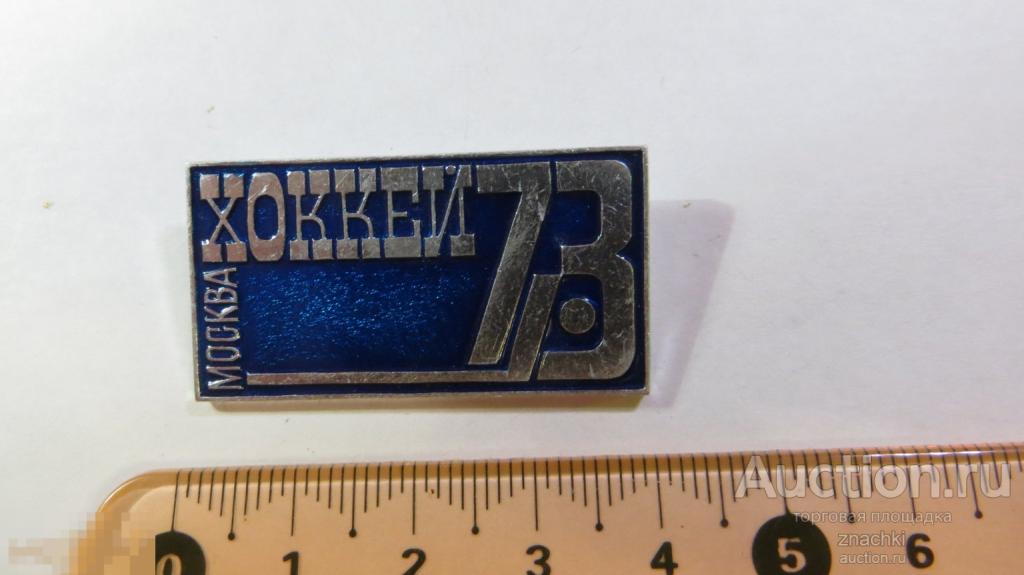 ХОККЕЙ 73
МОСКВА
Auction.ru
торговая площадка
znachki
auction.ru
0 1 2 3 4 5 6